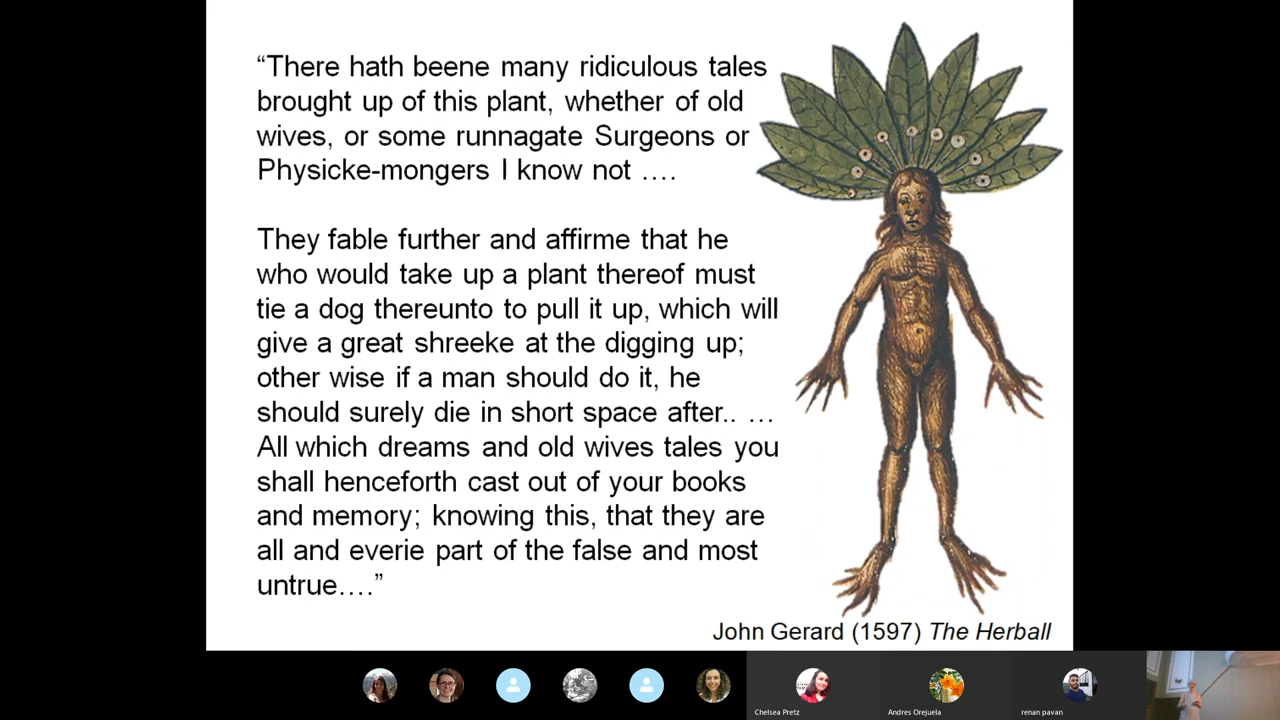 “There hath beene many ridiculous tales
brought up of this plant, whether of old
wives, or some runnagate Surgeons or
Physicke-mongers I know not ….
They fable further and affirme that he
who would take up a plant thereof must
tie a dog thereunto to pull it up, which will
give a great shreeke at the digging up;
other wise if a man should do it, he
should surely die in short space after.. …
All which dreams and old wives tales you
shall henceforth cast out of your books
and memory; knowing this, that they are
all and everie part of the false and most
untrue….”
John Gerard (1597) The Herball
Chelsea Pretz
Andres Orejuela
renan pavan